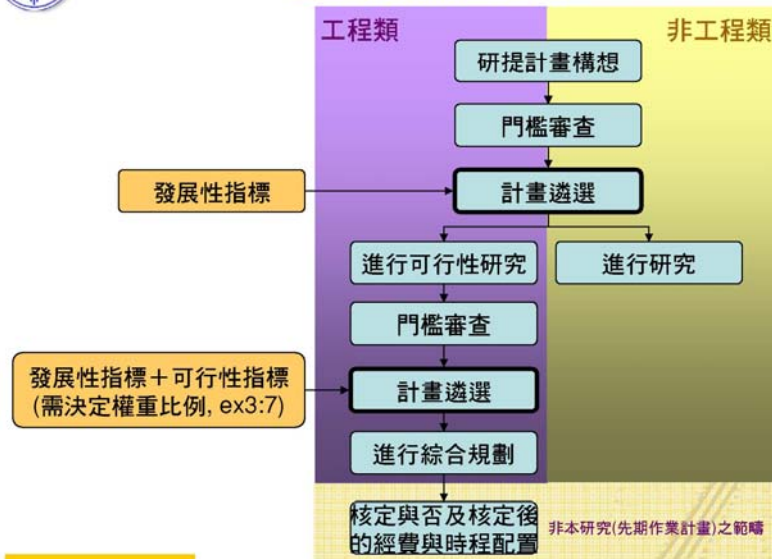 工程類
非工程類
研提計畫構想
門檻審查
發展性指標
計畫遴選
進行可行性研究
進行研究
門檻審查
發展性指標+可行性指標
(需決定權重比例, ex3:7)
計畫遴選
進行綜合規劃
核定與否及核定後
的經費與時程配置
非本研究(先期作業計畫)之範疇